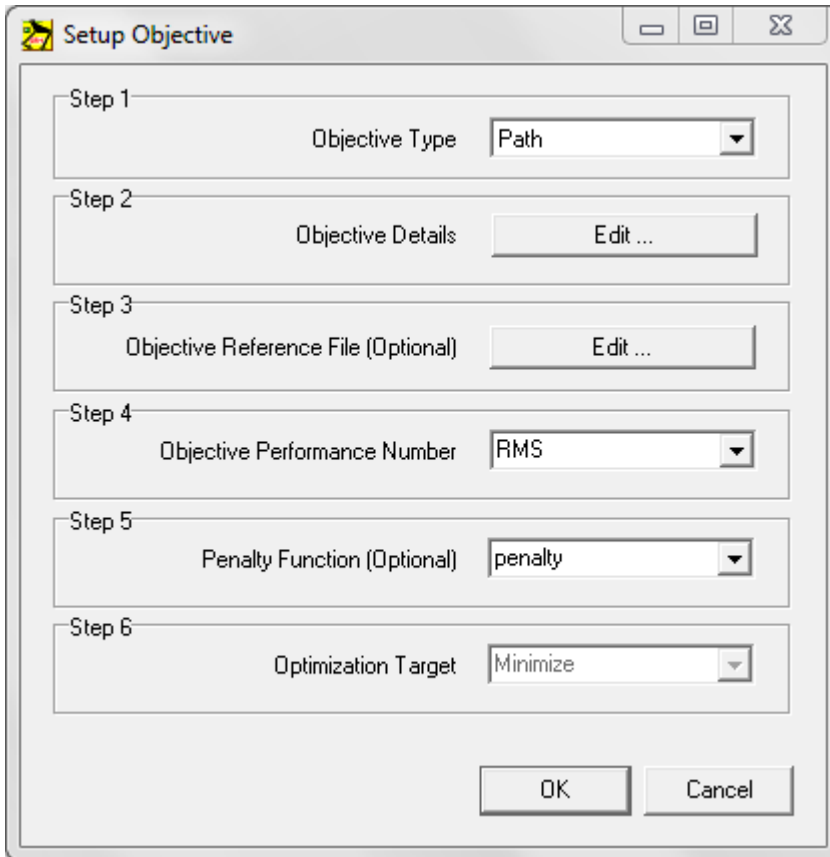 Setup Objective
Step 1
Objective Type Path
Step 2
Objective Details Edit ...
Step 3
Objective Reference File (Optional) Edit ...
Step 4
Objective Performance Number RMS
Step 5
Penalty Function (Optional) penalty
Step 6
Optimization Target Minimize
OK Cancel